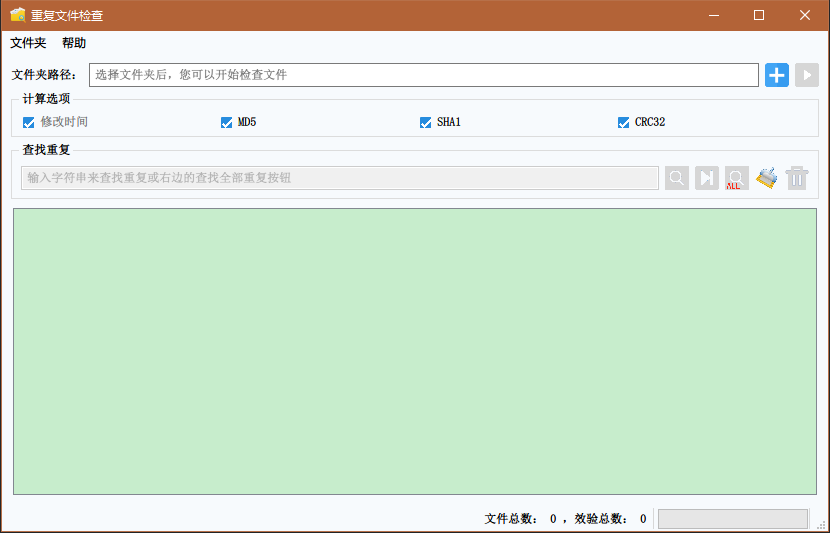 重复文件检查
文件夹 帮助
文件夹路径: 选择文件夹后, 您可以开始检查文件
计算选项
修改时间 MD5 SHA1 CRC32
查找重复
输入字符串来查找重复或右边的查找全部重复按钮
ALL
文件总数: 0 , 效验总数: 0